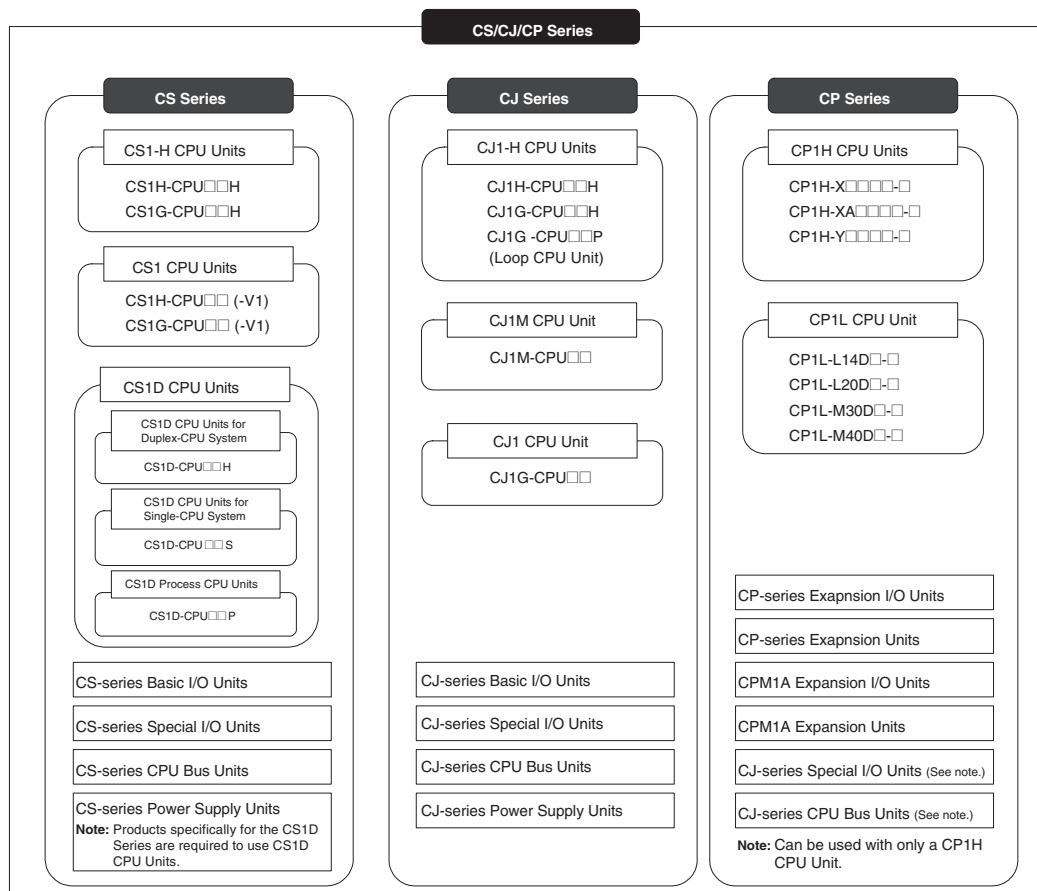 CS/CJ/CP Series
CS Series
CS1-H CPU Units
CS1H-CPU□□H
CS1G-CPU□□H
CS1 CPU Units
CS1H-CPU□□ (-V1)
CS1G-CPU□□ (-V1)
CS1D CPU Units
CS1D CPU Units for
Duplex-CPU System
CS1D-CPU□□H
CS1D CPU Units for
Single-CPU System
CS1D-CPU □□ S
CS1D Process CPU Units
CS1D-CPU□□P
CS-series Basic I/O Units
CS-series Special I/O Units
CS-series CPU Bus Units
CS-series Power Supply Units
Note: Products specifically for the CS1D
Series are required to use CS1D
CPU Units.
CJ Series
CJ1-H CPU Units
CJ1H-CPU□□H
CJ1G-CPU□□H
CJ1G -CPU□□P
(Loop CPU Unit)
CJ1M CPU Unit
CJ1M-CPU□□
CJ1 CPU Unit
CJ1G-CPU□□
CJ-series Basic I/O Units
CJ-series Special I/O Units
CJ-series CPU Bus Units
CJ-series Power Supply Units
CP Series
CP1H CPU Units
CP1H-X□□□□-□
CP1H-XA□□□□-□
CP1H-Y□□□□-□
CP1L CPU Unit
CP1L-L14D□-□
CP1L-L20D□-□
CP1L-M30D□-□
CP1L-M40D□-□
CP-series Exapnsion I/O Units
CP-series Exapnsion Units
CPM1A Expansion I/O Units
CPM1A Expansion Units
CJ-series Special I/O Units (See note.)
CJ-series CPU Bus Units (See note.)
Note: Can be used with only a CP1H
CPU Unit.